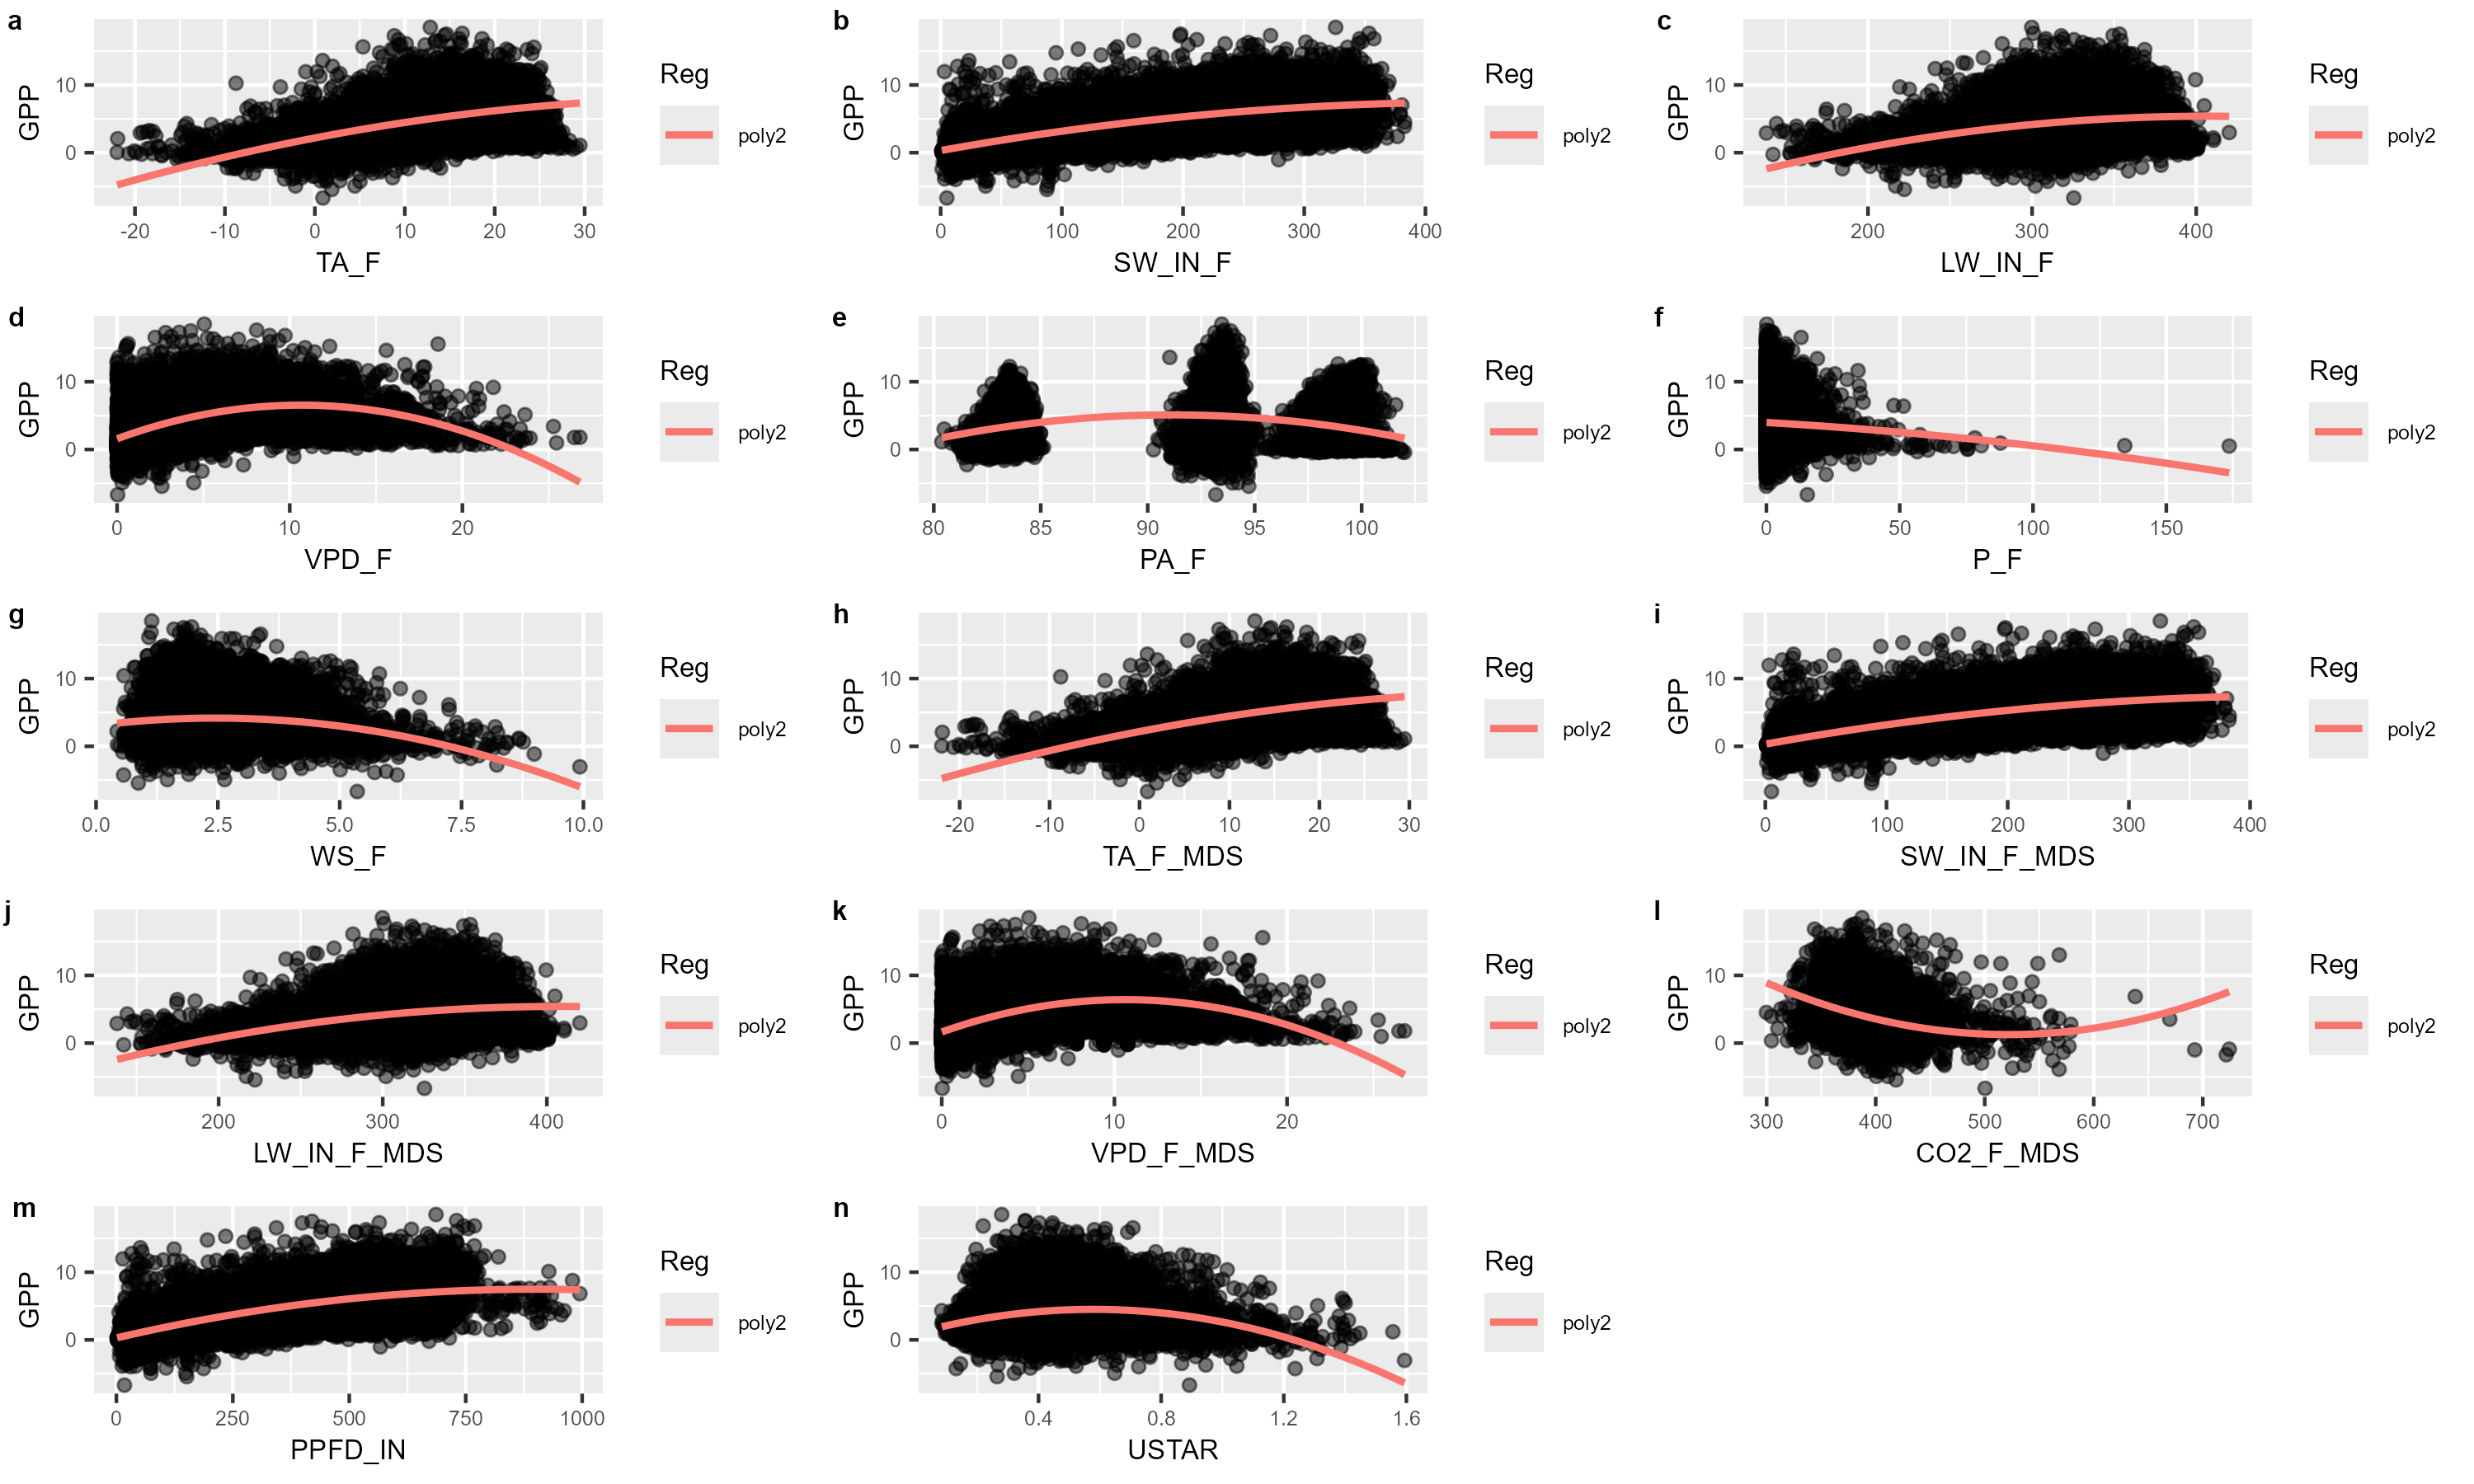 a
GPP
10
0
-20 -10 0 10 20 30
TA_F
Reg
poly2
b
GPP
10
0
0 100 200 300 400
SW_IN_F
Reg
poly2
c
GPP
10
0
200 300 400
LW_IN_F
Reg
poly2
d
GPP
10
0
0 10 20
VPD_F
Reg
poly2
e
GPP
10
0
80 85 90 95 100
PA_F
Reg
poly2
f
GPP
10
0
0 50 100 150
P_F
Reg
poly2
g
GPP
10
0
0.0 2.5 5.0 7.5 10.0
WS_F
Reg
poly2
h
GPP
10
0
-20 -10 0 10 20 30
TA_F_MDS
Reg
poly2
i
GPP
10
0
0 100 200 300 400
SW_IN_F_MDS
Reg
poly2
j
GPP
10
0
200 300 400
LW_IN_F_MDS
Reg
poly2
k
GPP
10
0
0 10 20
VPD_F_MDS
Reg
poly2
l
GPP
10
0
300 400 500 600 700
CO2_F_MDS
Reg
poly2
m
GPP
10
0
0 250 500 750 1000
PPFD_IN
Reg
poly2
n
GPP
10
0
0.4 0.8 1.2 1.6
USTAR
Reg
poly2